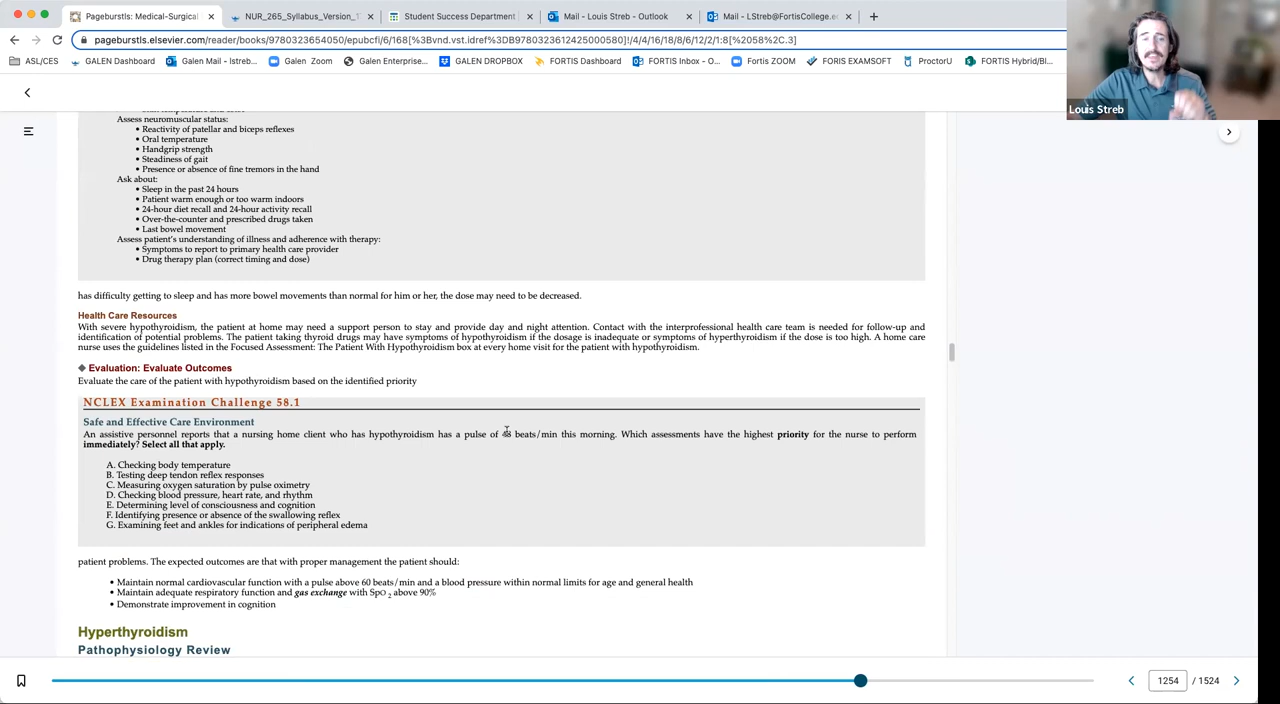 Pageburstls: Medical-Surgical
NUR_265_Syllabus_Version_1
Student Success Department
Mail - Louis Streb - Outlook
Mail - LStreb@FortisCollege.e
pageburstls.elsevier.com/reader/books/9780323654050/epubcfi/6/168[%3Bvnd.vst.idref%3DB9780323612425000580]!/4/4/16/18/8/6/12/2/1:8[%2058%2C.3]
ASL/CES
GALEN Dashboard
Galen Mail - lstreb...
Galen Zoom
Galen Enterprise...
GALEN DROPBOX
FORTIS Dashboard
FORTIS Inbox - O...
Fortis ZOOM
FORIS EXAMSOFT
ProctorU
FORTIS Hybrid/Bl...
Louis Streb
Assess neuromuscular status:
• Reactivity of patellar and biceps reflexes
• Oral temperature
• Handgrip strength
• Steadiness of gait
• Presence or absence of fine tremors in the hand
Ask about:
• Sleep in the past 24 hours
• Patient warm enough or too warm indoors
• 24-hour diet recall and 24-hour activity recall
• Over-the-counter and prescribed drugs taken
• Last bowel movement
Assess patient's understanding of illness and adherence with therapy:
• Symptoms to report to primary health care provider
• Drug therapy plan (correct timing and dose)
has difficulty getting to sleep and has more bowel movements than normal for him or her, the dose may need to be decreased.
Health Care Resources
With severe hypothyroidism, the patient at home may need a support person to stay and provide day and night attention. Contact with the interprofessional health care team is needed for follow-up and
identification of potential problems. The patient taking thyroid drugs may have symptoms of hypothyroidism if the dosage is inadequate or symptoms of hyperthyroidism if the dose is too high. A home care
nurse uses the guidelines listed in the Focused Assessment: The Patient With Hypothyroidism box at every home visit for the patient with hypothyroidism.
◆ Evaluation: Evaluate Outcomes
Evaluate the care of the patient with hypothyroidism based on the identified priority
NCLEX Examination Challenge 58.1
Safe and Effective Care Environment
An assistive personnel reports that a nursing home client who has hypothyroidism has a pulse of beats/min this morning. Which assessments have the highest priority for the nurse to perform
immediately? Select all that apply.
A. Checking body temperature
B. Testing deep tendon reflex responses
C. Measuring oxygen saturation by pulse oximetry
D. Checking blood pressure, heart rate, and rhythm
E. Determining level of consciousness and cognition
F. Identifying presence or absence of the swallowing reflex
G. Examining feet and ankles for indications of peripheral edema
patient problems. The expected outcomes are that with proper management the patient should:
• Maintain normal cardiovascular function with a pulse above 60 beats/min and a blood pressure within normal limits for age and general health
• Maintain adequate respiratory function and gas exchange with SpO2 above 90%
• Demonstrate improvement in cognition
Hyperthyroidism
Pathophysiology Review
1254 / 1524